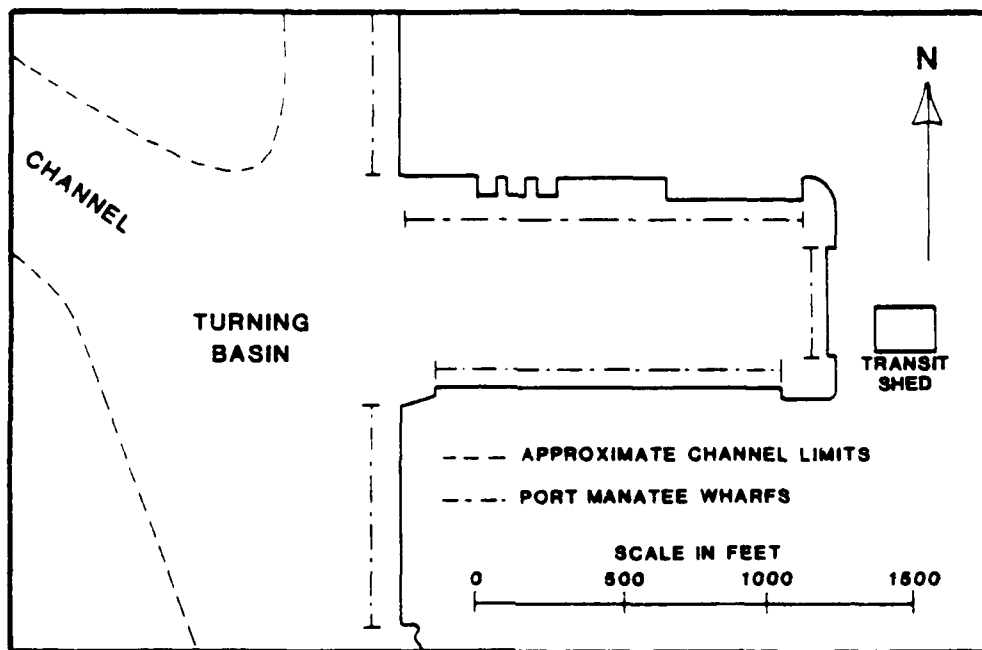 N
CHANNEL
TURNING
BASIN
TRANSIT
SHED
APPROXIMATE CHANNEL LIMITS
PORT MANATEE WHARFS
SCALE IN FEET
0 500 1000 1500